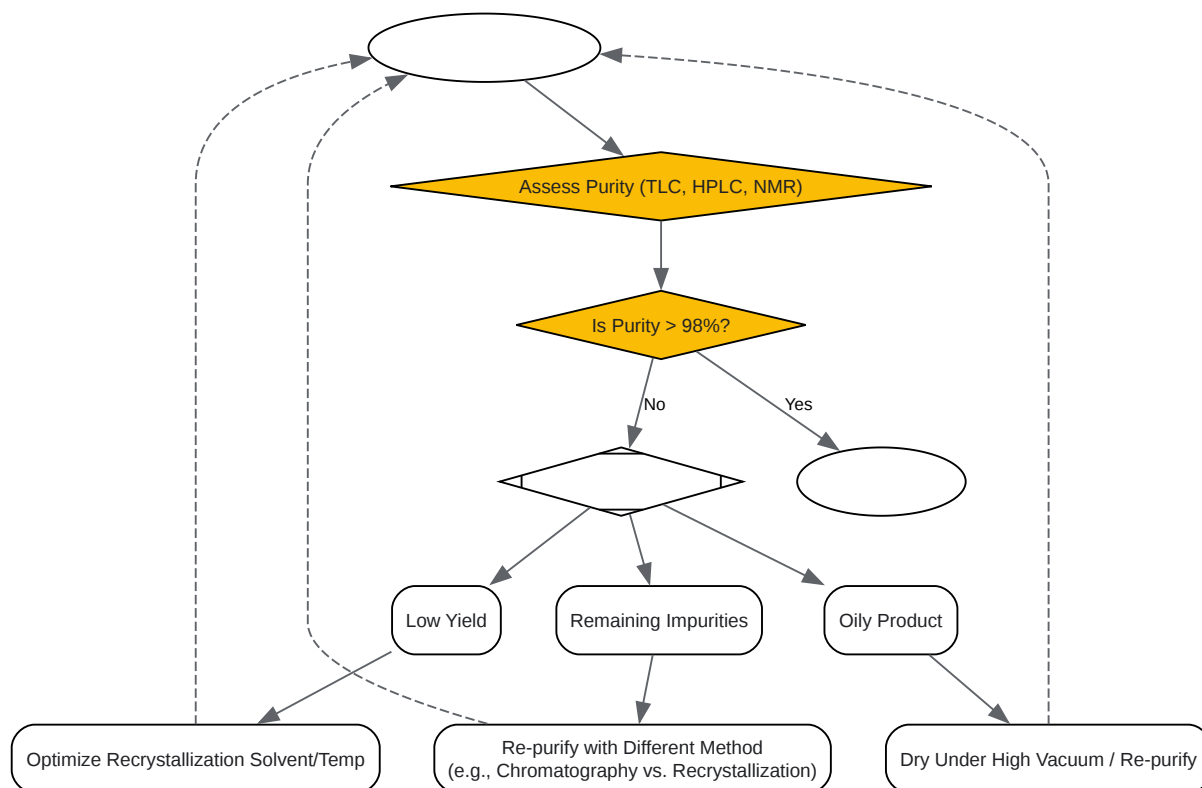 Assess Purity (TLC, HPLC, NMR)
Is Purity > 98%?
No
Yes
Low Yield
Remaining Impurities
Oily Product
Optimize Recrystallization Solvent/Temp
Re-purify with Different Method
(e.g., Chromatography vs. Recrystallization)
Dry Under High Vacuum / Re-purify